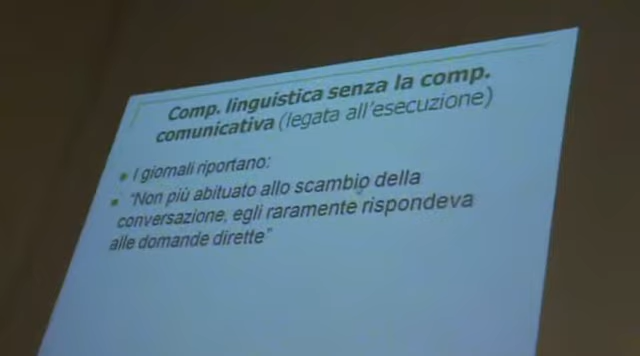 Comp. linguistica senza la comp.
comunicativa (legata all'esecuzione)
I giornali riportano:
"Non più abituato allo scambio della
conversazione, egli raramente rispondeva
alle domande dirette"